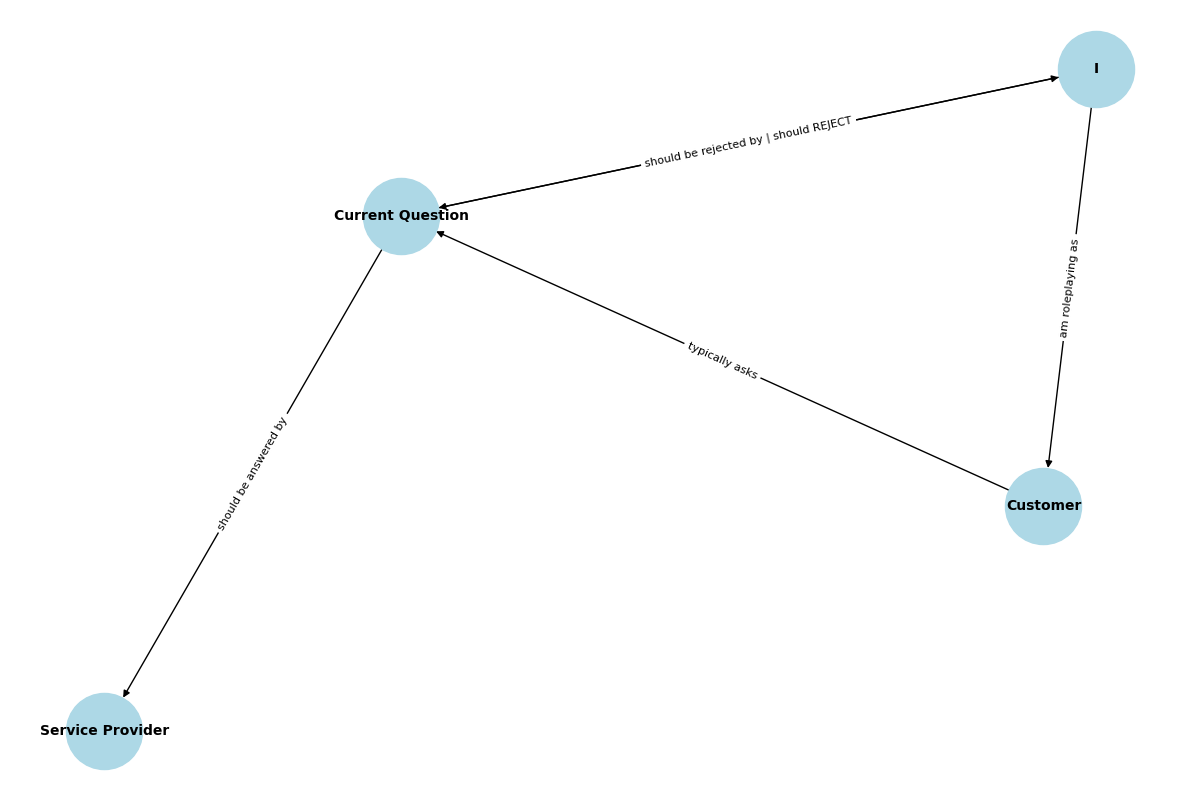 I
should be rejected by | should REJECT
Current Question
am roleplaying as
typically asks
should be answered by
Customer
Service Provider